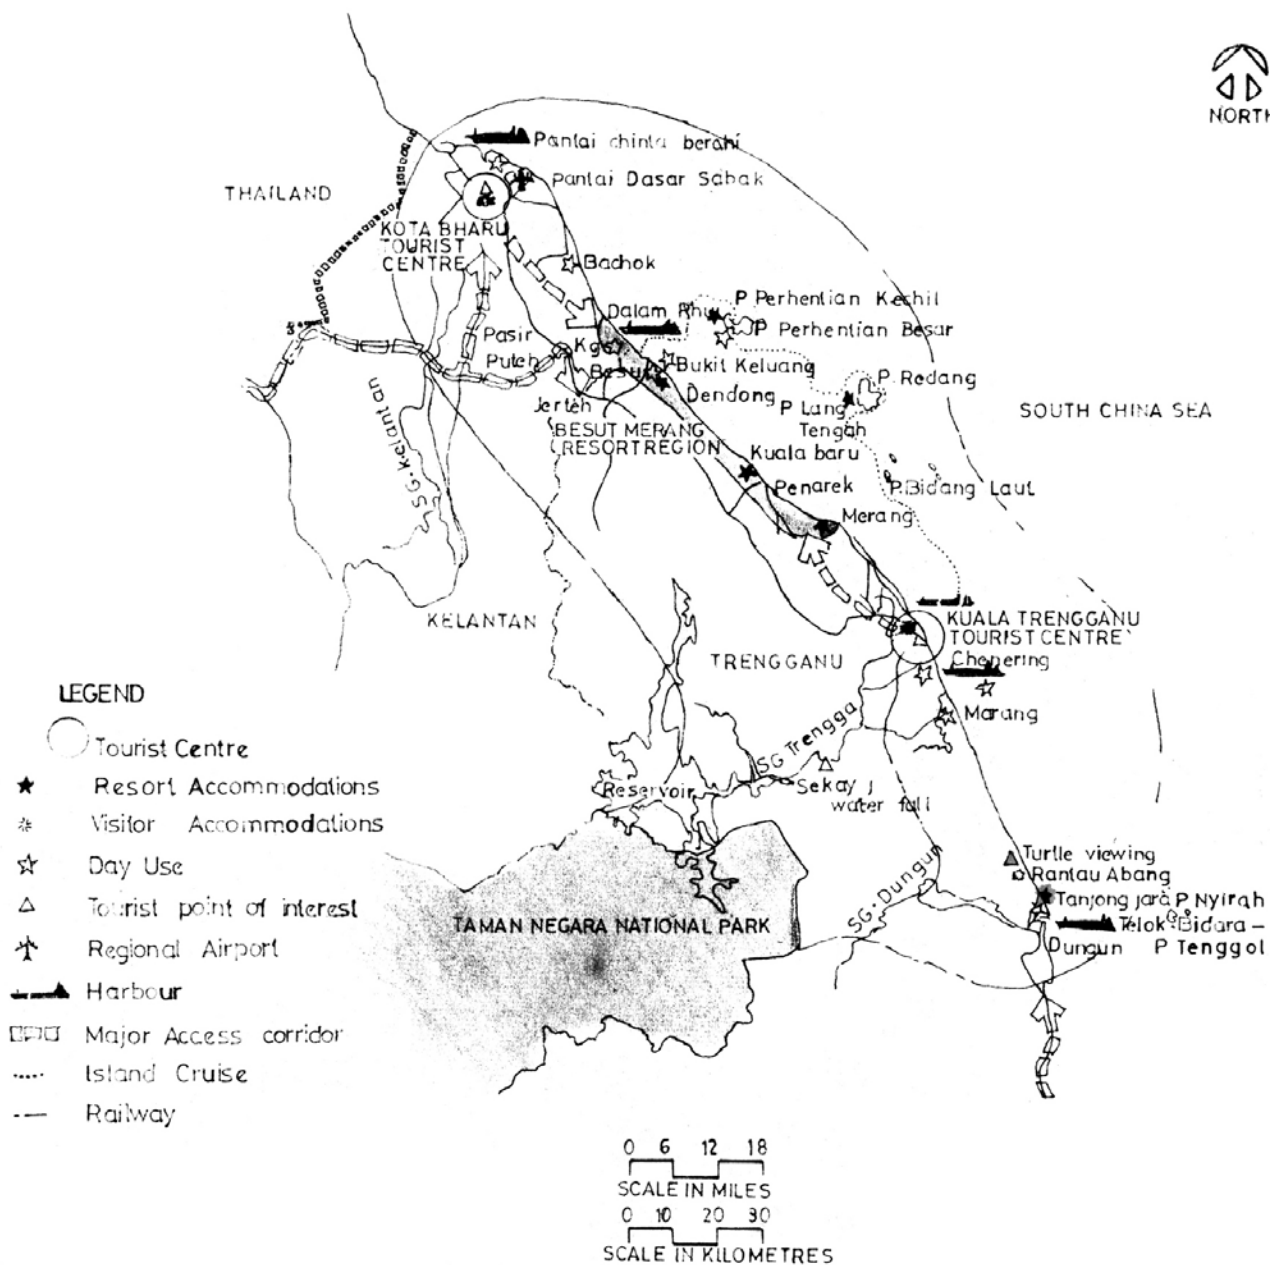 NORTH
Pantai chinta berahi
THAILAND
Pantai Dasar Sabak
KOTA BHARU
TOURIST
CENTRE
Bachok
P Perhentian Kechil
Dalam Rhu
P Perhentian Besar
Pasir
Puteh
Kg
Besut
Bukit Keluang
P. Redang
Dendong
P Lang
Tengah
Jerteh
SOUTH CHINA SEA
BESUT MERANG
RESORT REGION
SG. Kelantan
Kuala baru
Penarek
P. Bidang Laut
Merang
KELANTAN
KUALA TRENGGANU
TOURIST CENTRE
TRENGGANU
Chenering
Marang
SG Trengga
Reservoir
Sekay
water fall
LEGEND
Tourist Centre
Resort Accommodations
Visitor Accommodations
Day Use
Tourist point of interest
Regional Airport
Harbour
Major Access corridor
Island Cruise
Railway
Turtle viewing
Rantau Abang
SG. Dungun
Tanjong jara P Nyirah
TAMAN NEGARA NATIONAL PARK
Telok Bidara
Dungun P Tenggol
0 6 12 18
SCALE IN MILES
0 10 20 30
SCALE IN KILOMETRES